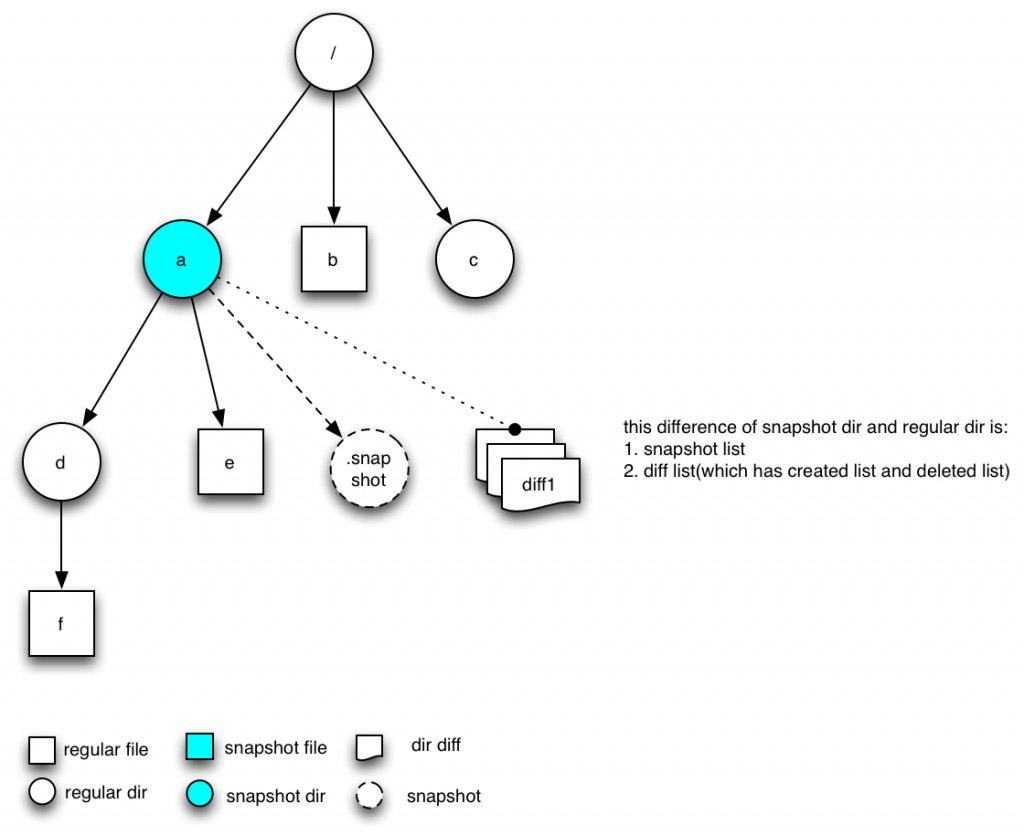 /
a
b
c
d
e
.snap
shot
diff1
this difference of snapshot dir and regular dir is:
1. snapshot list
2. diff list(which has created list and deleted list)
f
regular file
snapshot file
dir diff
regular dir
snapshot dir
snapshot